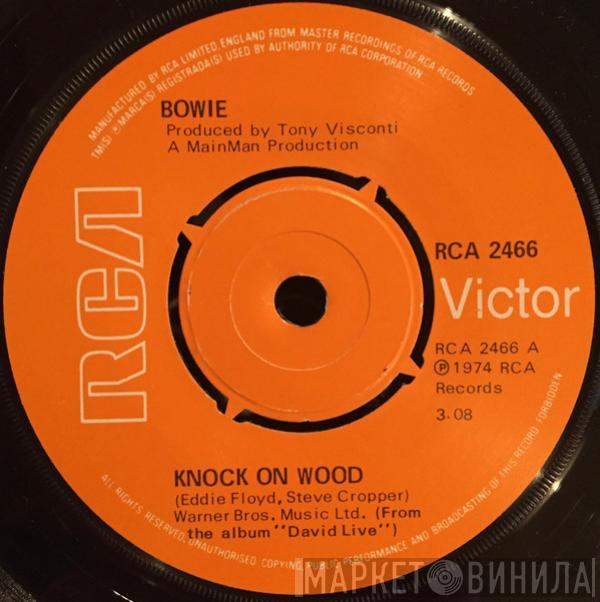 MANUFACTURED BY RCA LIMITED, ENGLAND FROM MASTER RECORDINGS OF RCA RECORDS
TM(S) ® MARCA(S) REGISTRADA(S) USED BY AUTHORITY OF RCA CORPORATION
BOWIE
Produced by Tony Visconti
A MainMan Production
RCA
RCA 2466
Victor
RCA 2466 A
℗ 1974 RCA
Records
3.08
KNOCK ON WOOD
(Eddie Floyd, Steve Cropper)
Warner Bros. Music Ltd. (From
the album "David Live")
ALL RIGHTS RESERVED, UNAUTHORISED COPYING, PUBLIC PERFORMANCE AND BROADCASTING OF THIS RECORD FORBIDDEN
МАРКЕТ ВИНИЛА